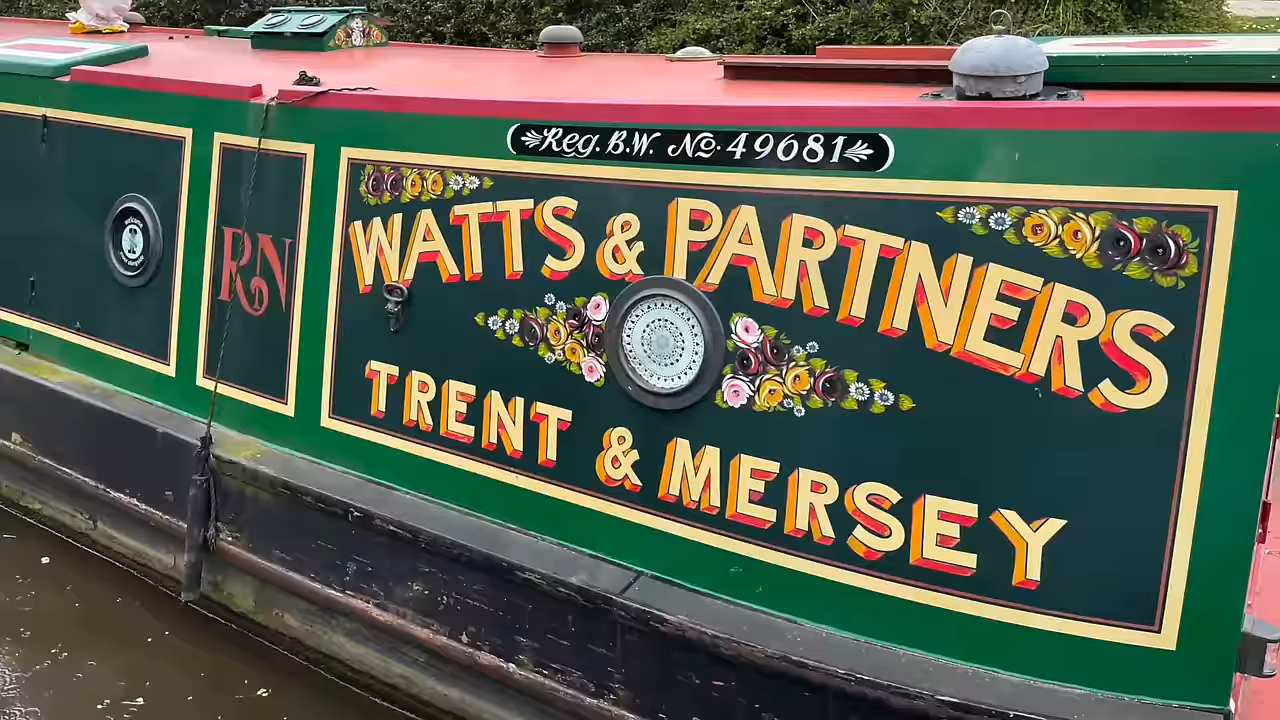 Reg. B.W. No. 49681
WATTS & PARTNERS
RN
TRENT & MERSEY